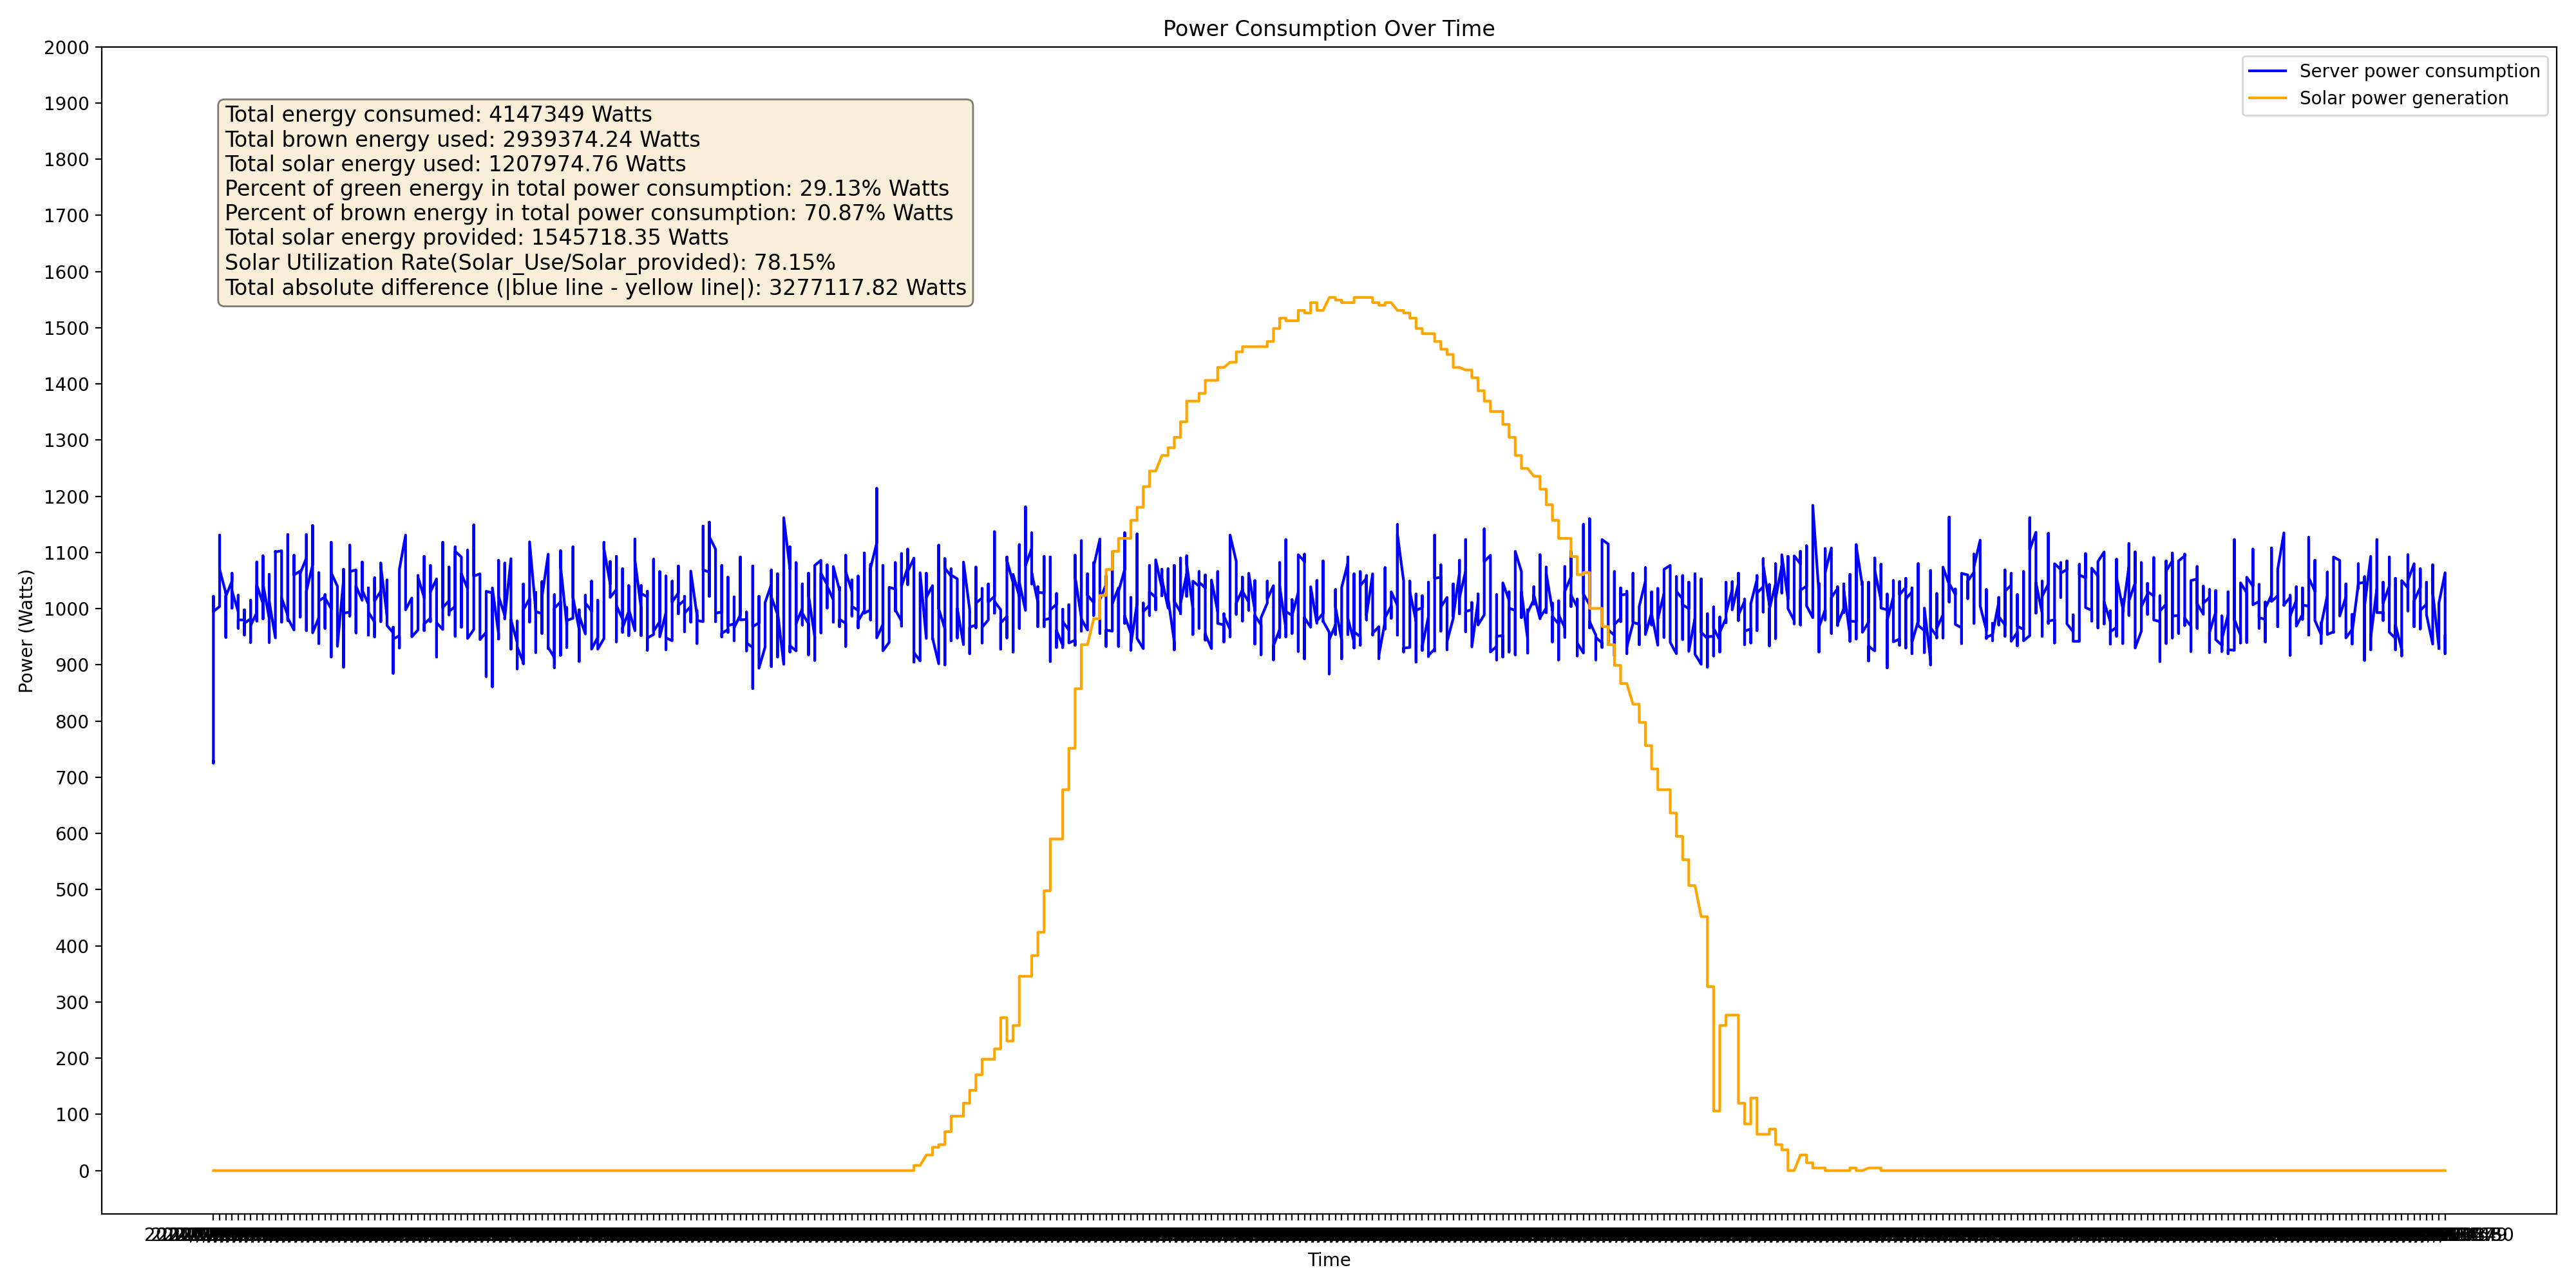 Power Consumption Over Time
2000
1900
1800
1700
1600
1500
1400
1300
1200
1100
1000
900
800
700
600
500
400
300
200
100
0
Power (Watts)
Total energy consumed: 4147349 Watts
Total brown energy used: 2939374.24 Watts
Total solar energy used: 1207974.76 Watts
Percent of green energy in total power consumption: 29.13% Watts
Percent of brown energy in total power consumption: 70.87% Watts
Total solar energy provided: 1545718.35 Watts
Solar Utilization Rate(Solar_Use/Solar_provided): 78.15%
Total absolute difference (|blue line - yellow line|): 3277117.82 Watts
Server power consumption
Solar power generation
Time